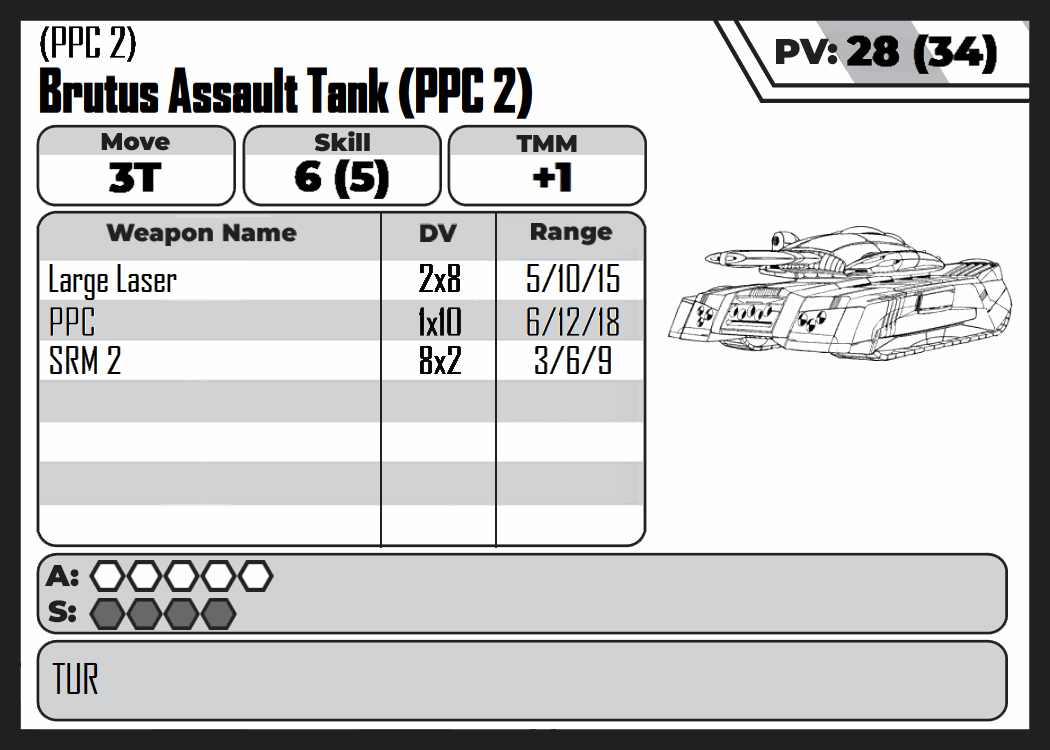 (PPC 2)
Brutus Assault Tank (PPC 2)
PV: 28 (34)
Move Skill TMM
3T 6 (5) +1
Weapon Name DV Range
Large Laser 2x8 5/10/15
PPC 1x10 6/12/18
SRM 2 8x2 3/6/9
A:
S:
TUR